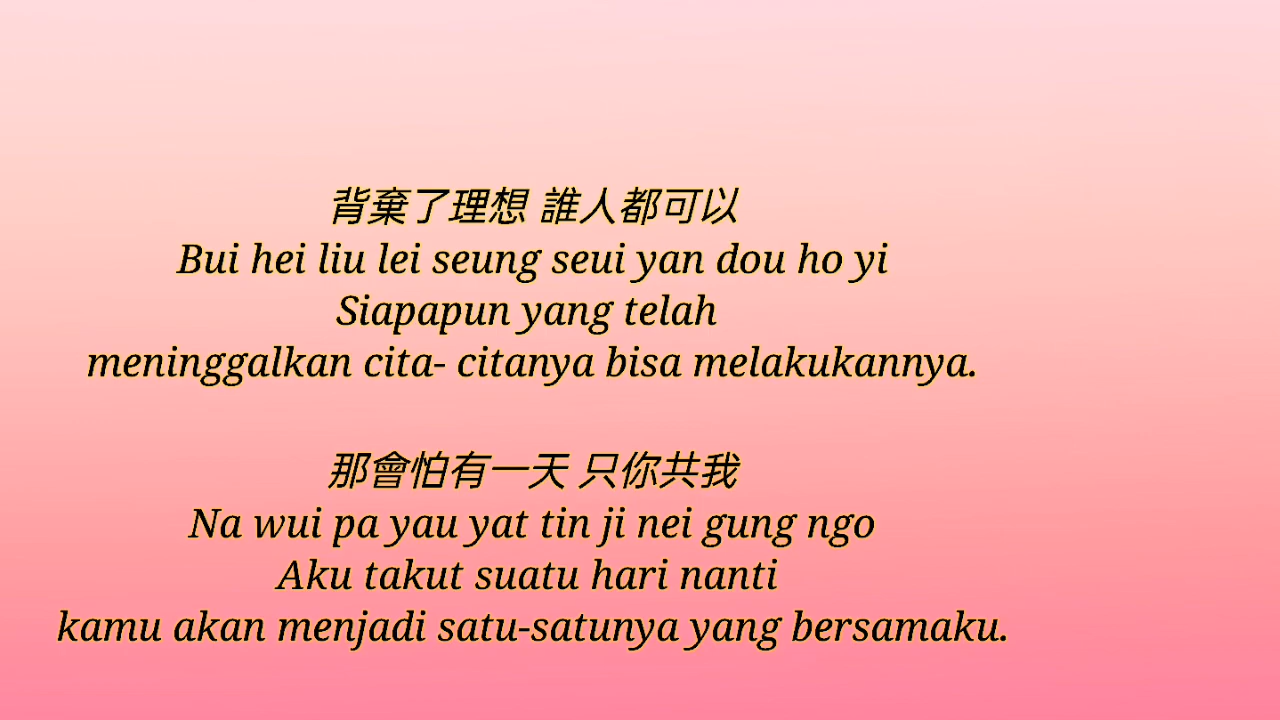 背棄了理想 誰人都可以
Bui hei liu lei seung seui yan dou ho yi
Siapapun yang telah
meninggalkan cita- citanya bisa melakukannya.
那會怕有一天 只你共我
Na wui pa yau yat tin ji nei gung ngo
Aku takut suatu hari nanti
kamu akan menjadi satu-satunya yang bersamaku.